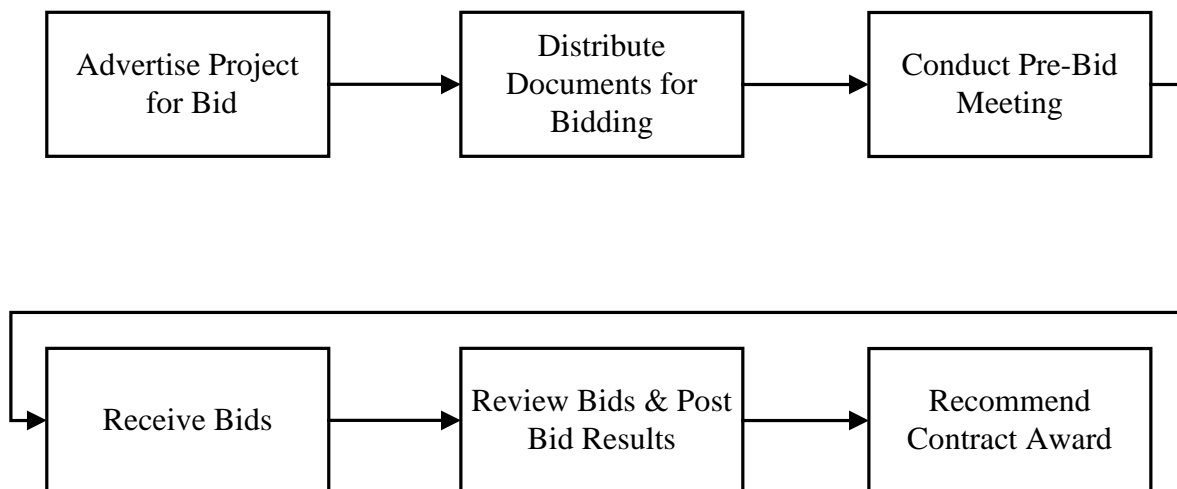 Advertise Project
for Bid
Distribute
Documents for
Bidding
Conduct Pre-Bid
Meeting
Receive Bids
Review Bids & Post
Bid Results
Recommend
Contract Award